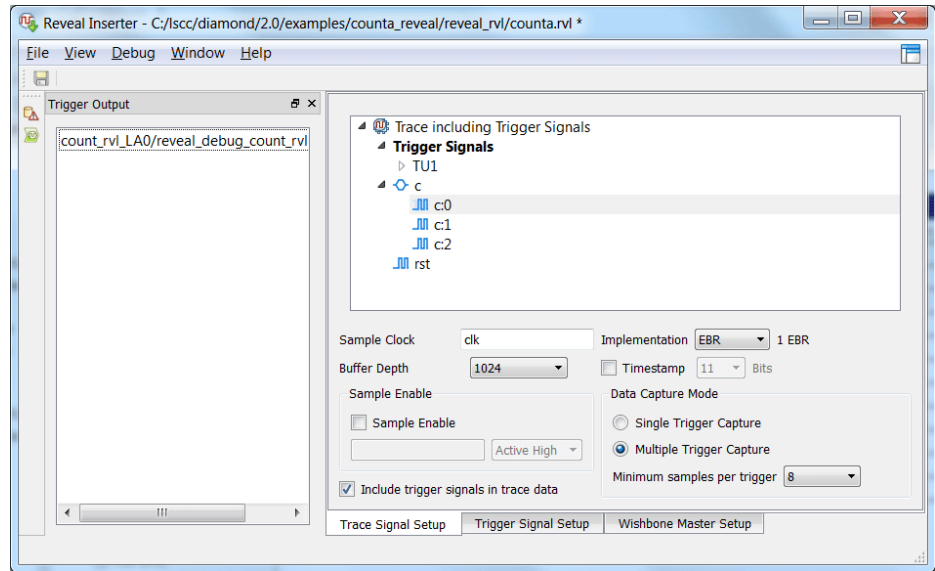 Reveal Inserter - C:/lscc/diamond/2.0/examples/counta_reveal/reveal_rvl/counta.rvl *
File View Debug Window Help
Trigger Output
count_rvl_LA0/reveal_debug_count_rvl
Trace including Trigger Signals
Trigger Signals
TU1
c
c:0
c:1
c:2
rst
Sample Clock clk Implementation EBR 1 EBR
Buffer Depth 1024 Timestamp 11 Bits
Sample Enable Data Capture Mode
Sample Enable Single Trigger Capture
Active High Multiple Trigger Capture
Minimum samples per trigger 8
Include trigger signals in trace data
Trace Signal Setup Trigger Signal Setup Wishbone Master Setup